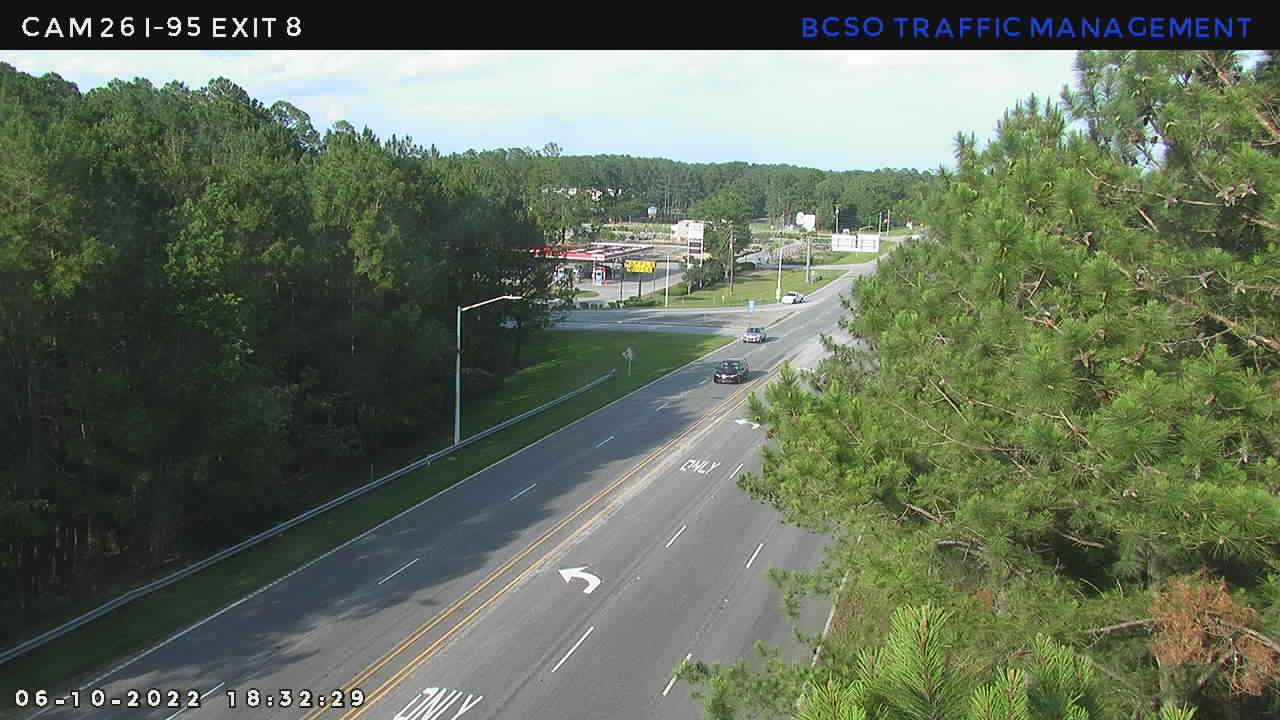 CAM 26 I-95 EXIT 8
BCSO TRAFFIC MANAGEMENT
ONLY
ONLY
06-10-2022 18:32:29